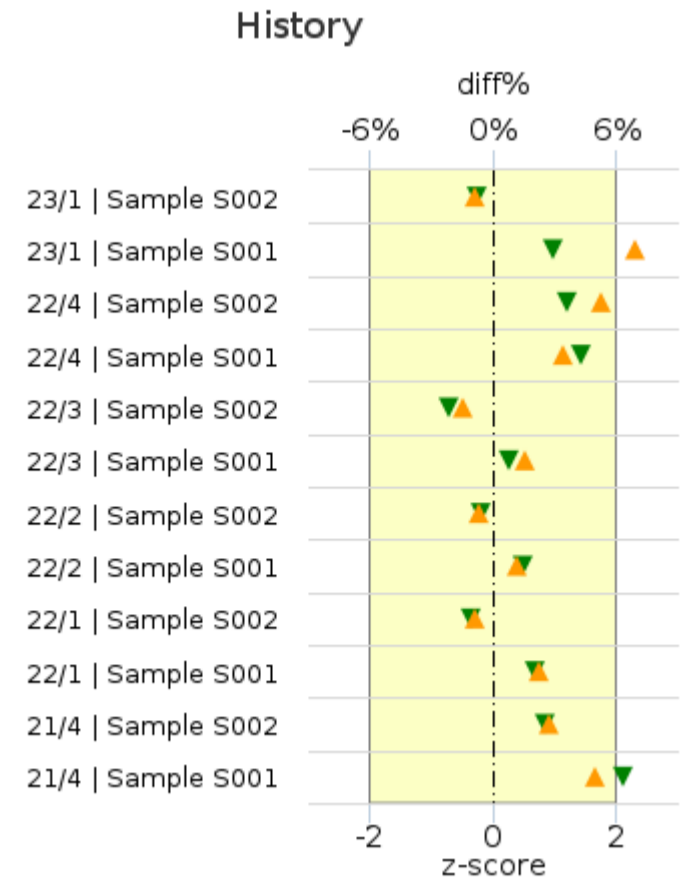 History
diff%
-6% 0% 6%
23/1 | Sample S002
23/1 | Sample S001
22/4 | Sample S002
22/4 | Sample S001
22/3 | Sample S002
22/3 | Sample S001
22/2 | Sample S002
22/2 | Sample S001
22/1 | Sample S002
22/1 | Sample S001
21/4 | Sample S002
21/4 | Sample S001
-2 0 2
z-score